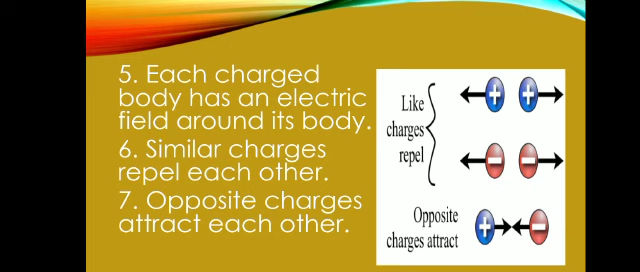 5. Each charged
body has an electric
field around its body.
6. Similar charges
repel each other.
7. Opposite charges
attract each other.
Like
charges
repel
+ +
− −
Opposite
charges attract
+ −